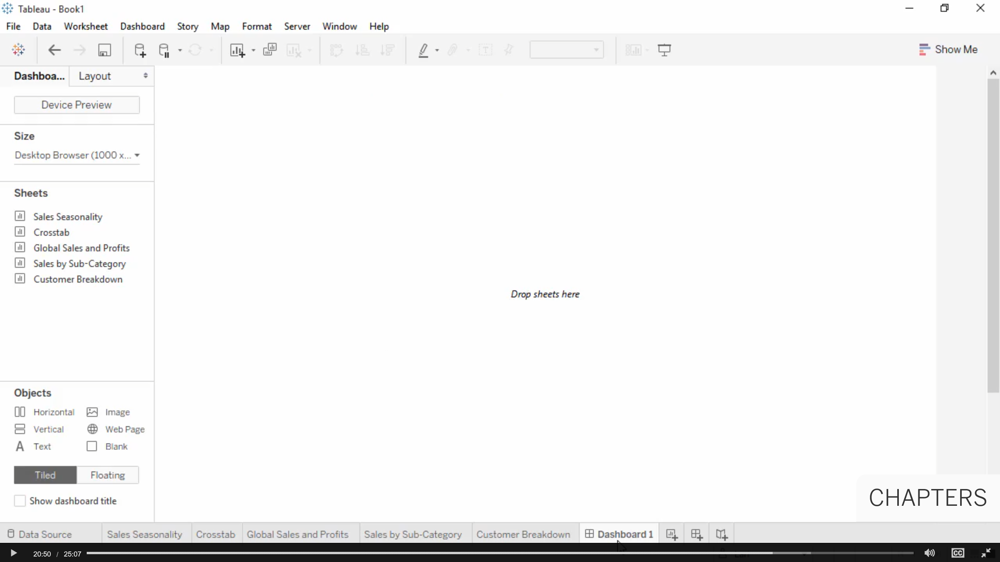 Tableau - Book1
File Data Worksheet Dashboard Story Map Format Server Window Help
Show Me
Dashboa... Layout
Device Preview
Size
Desktop Browser (1000 x...
Sheets
Sales Seasonality
Crosstab
Global Sales and Profits
Sales by Sub-Category
Customer Breakdown
Drop sheets here
Objects
Horizontal Image
Vertical Web Page
A Text Blank
Tiled Floating
Show dashboard title
CHAPTERS
Data Source Sales Seasonality Crosstab Global Sales and Profits Sales by Sub-Category Customer Breakdown Dashboard 1
20:50 / 25:07 CC